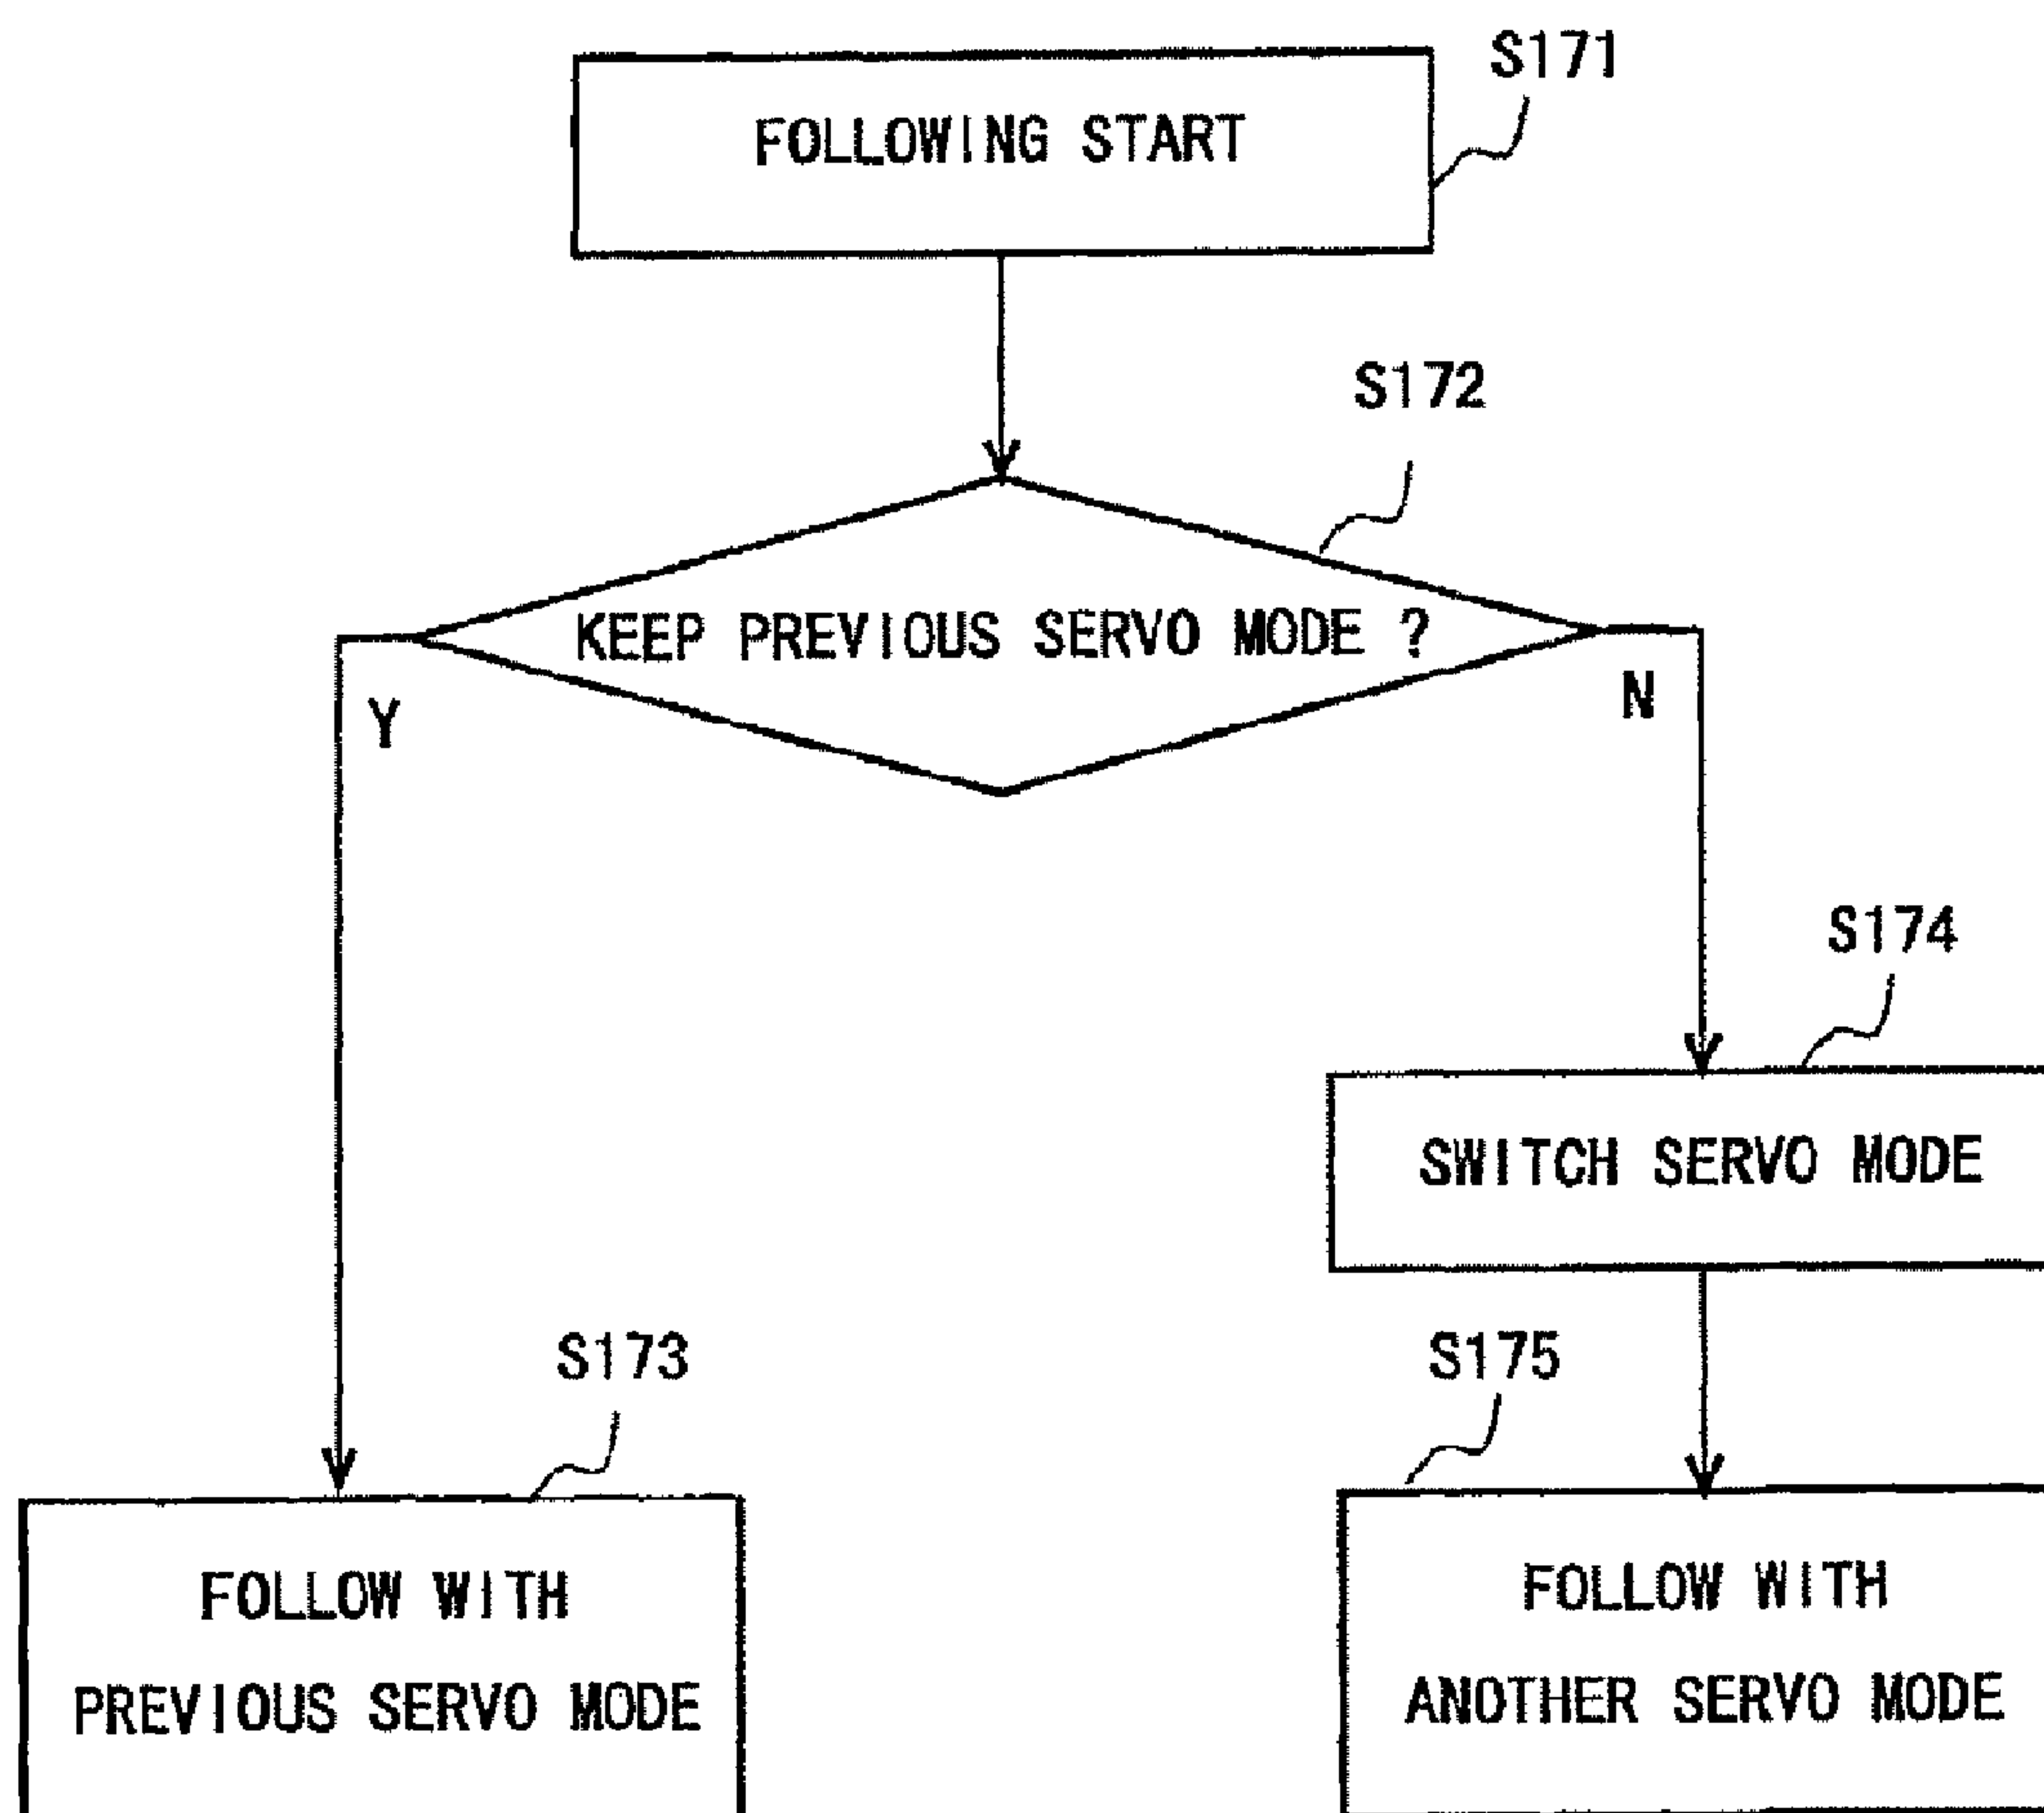 S171
FOLLOWING START
S172
KEEP PREVIOUS SERVO MODE ?
Y
N
S174
SWITCH SERVO MODE
S173
S175
FOLLOW WITH
PREVIOUS SERVO MODE
FOLLOW WITH
ANOTHER SERVO MODE